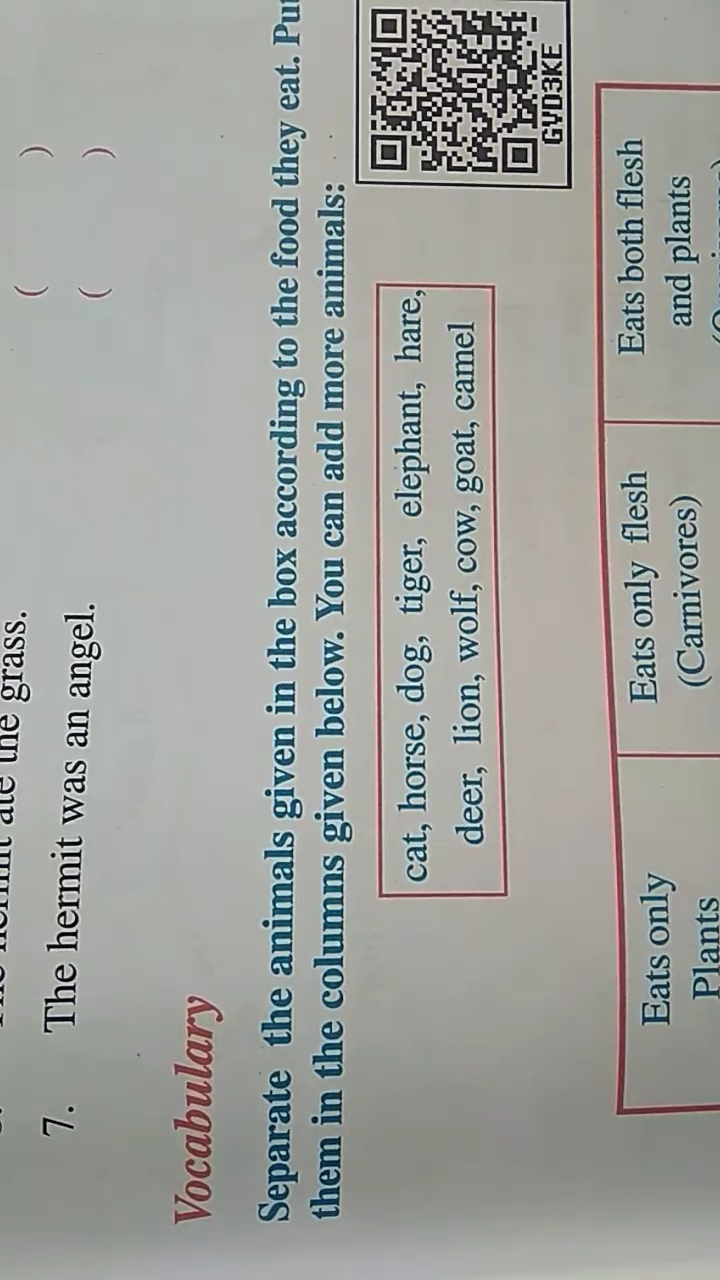 ate the grass.
( )
7. The hermit was an angel.
( )
Vocabulary
Separate the animals given in the box according to the food they eat. Put
them in the columns given below. You can add more animals:
GYD3KE
cat, horse, dog, tiger, elephant, hare,
deer, lion, wolf, cow, goat, camel
Eats only
Plants
Eats only flesh
(Carnivores)
Eats both flesh
and plants